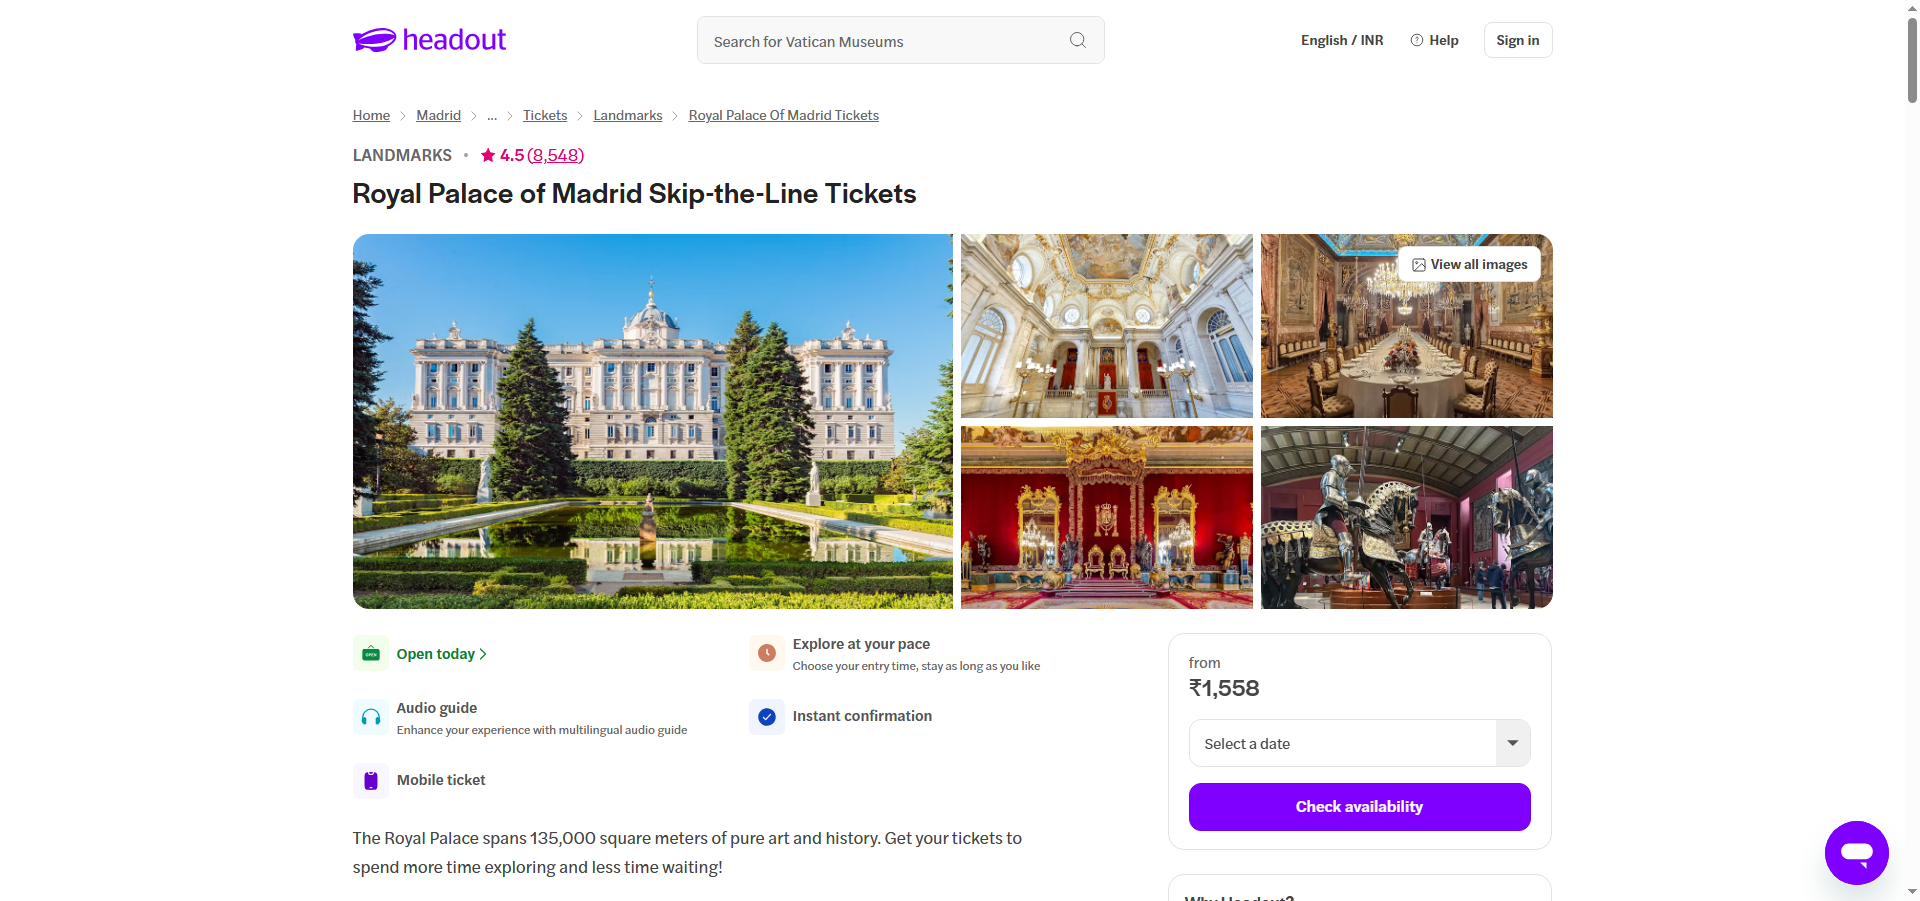 headout
Search for Vatican Museums
English / INR
Help
Sign in
Home
Madrid
...
Tickets
Landmarks
Royal Palace Of Madrid Tickets
LANDMARKS • 4.5 (8,548)
Royal Palace of Madrid Skip-the-Line Tickets
View all images
OPEN
Open today
Explore at your pace
Choose your entry time, stay as long as you like
Audio guide
Enhance your experience with multilingual audio guide
Instant confirmation
Mobile ticket
The Royal Palace spans 135,000 square meters of pure art and history. Get your tickets to
spend more time exploring and less time waiting!
from
₹1,558
Select a date
Check availability
Why Headout?